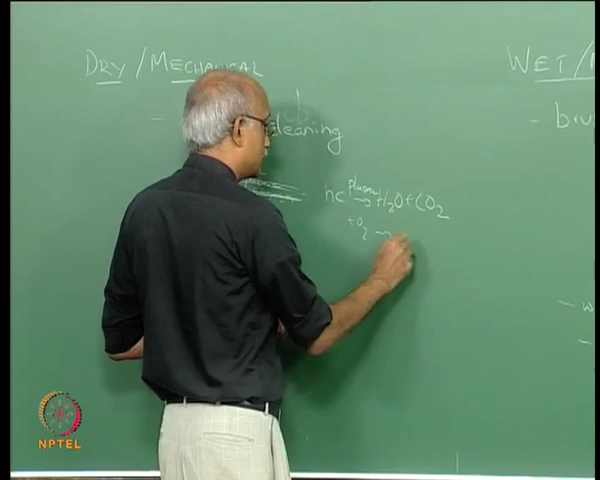 DRY / MECHANICAL
WET /
- cleaning
- bru
hc plasma → H₂O + CO₂
+O₂ →
- w
-
NPTEL